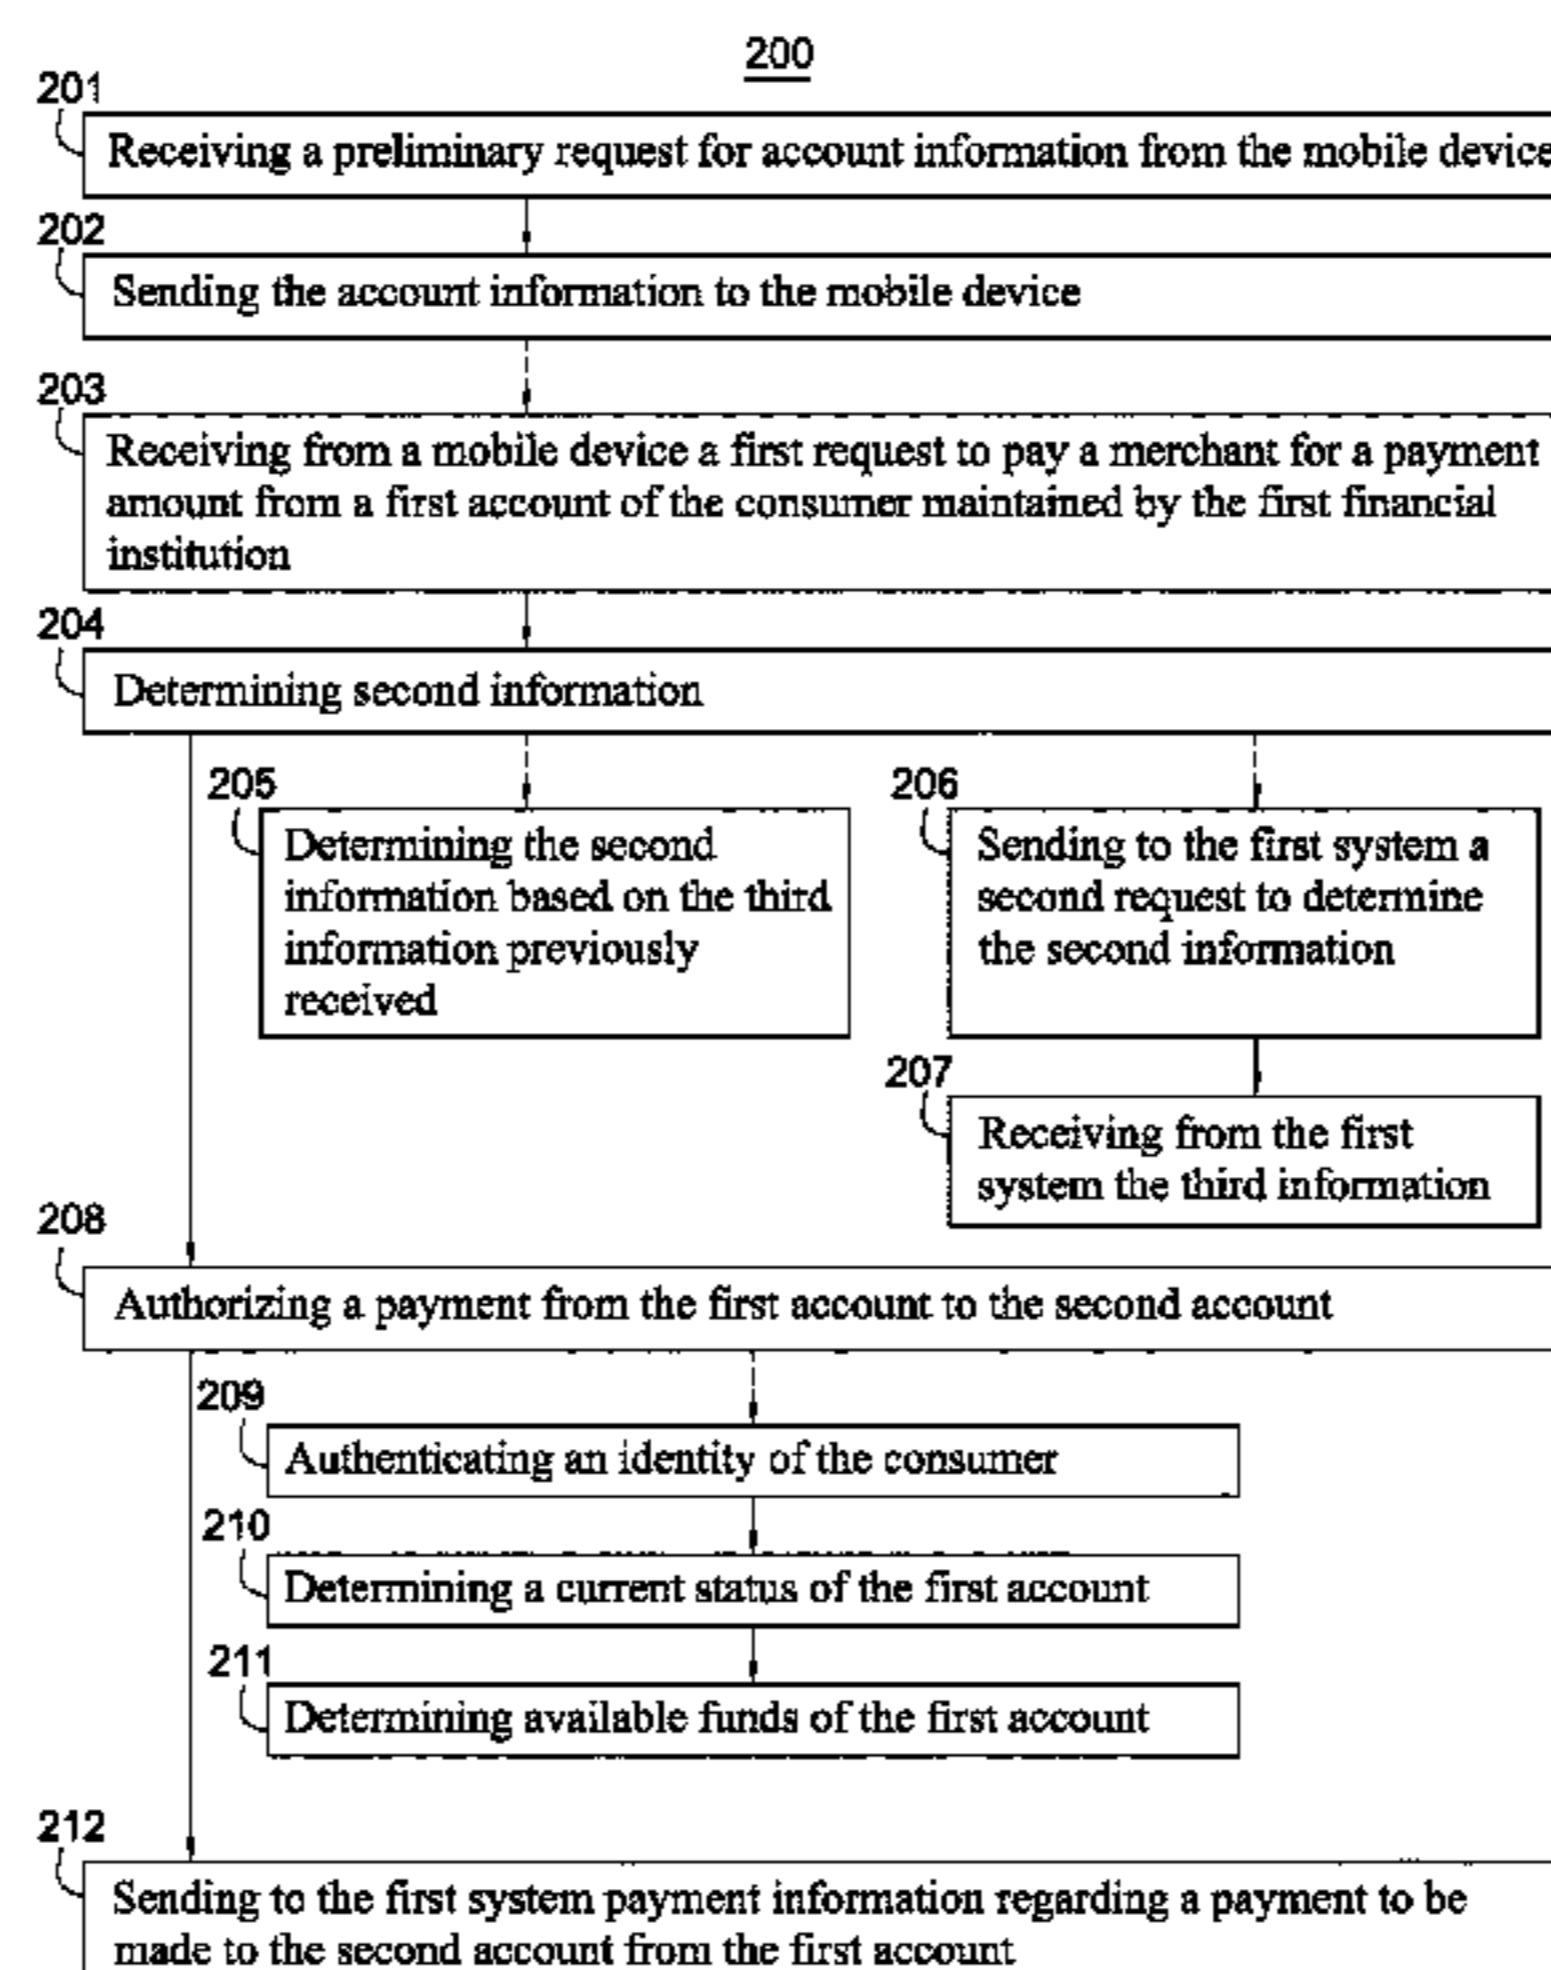 200
201
Receiving a preliminary request for account information from the mobile device
202
Sending the account information to the mobile device
203
Receiving from a mobile device a first request to pay a merchant for a payment
amount from a first account of the consumer maintained by the first financial
institution
204
Determining second information
205
Determining the second
information based on the third
information previously
received
206
Sending to the first system a
second request to determine
the second information
207
Receiving from the first
system the third information
208
Authorizing a payment from the first account to the second account
209
Authenticating an identity of the consumer
210
Determining a current status of the first account
211
Determining available funds of the first account
212
Sending to the first system payment information regarding a payment to be
made to the second account from the first account